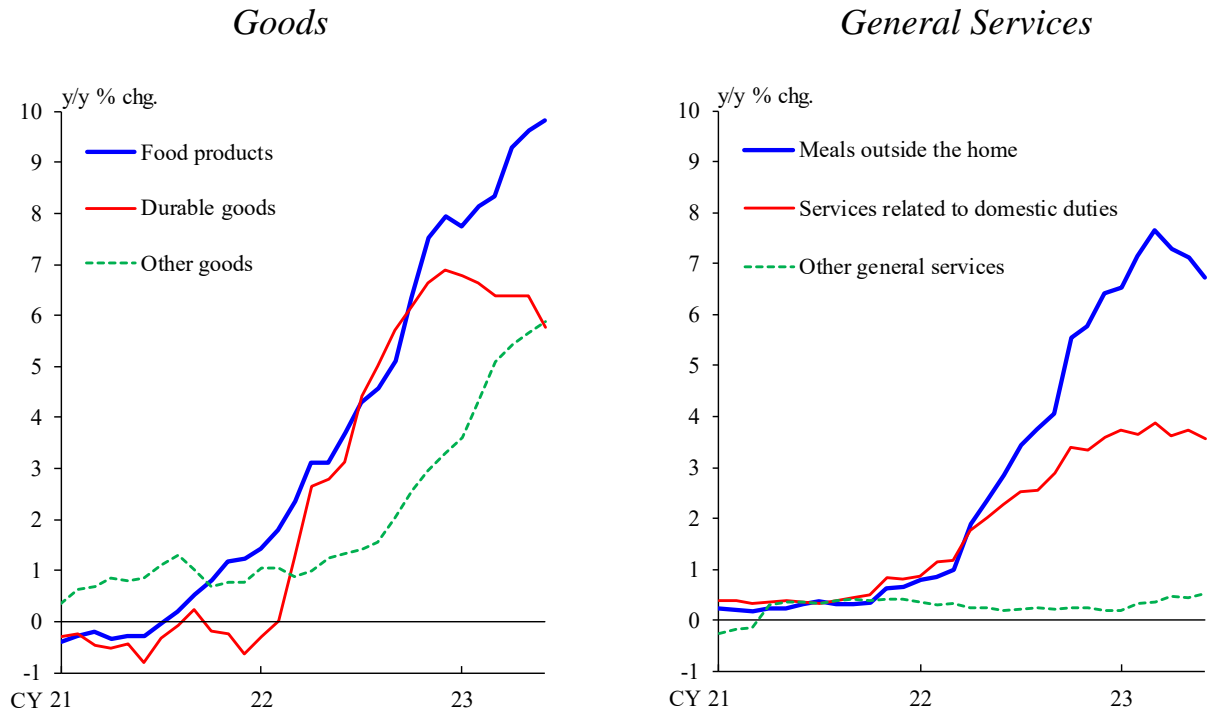 Goods
y/y % chg.
10
9
8
7
6
5
4
3
2
1
0
-1
Food products
Durable goods
Other goods
CY 21
22
23
General Services
y/y % chg.
10
9
8
7
6
5
4
3
2
1
0
-1
Meals outside the home
Services related to domestic duties
Other general services
CY 21
22
23